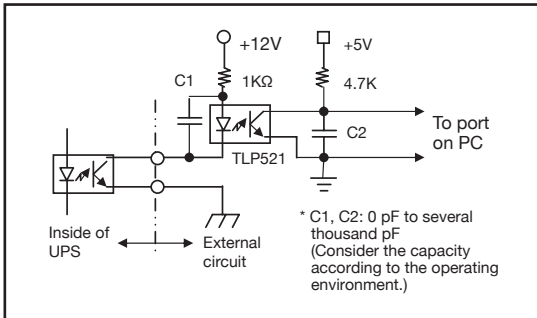 +12V
+5V
C1
1KΩ
4.7K
To port
on PC
C2
TLP521
Inside of
UPS
External
circuit
* C1, C2: 0 pF to several
thousand pF
(Consider the capacity
according to the operating
environment.)